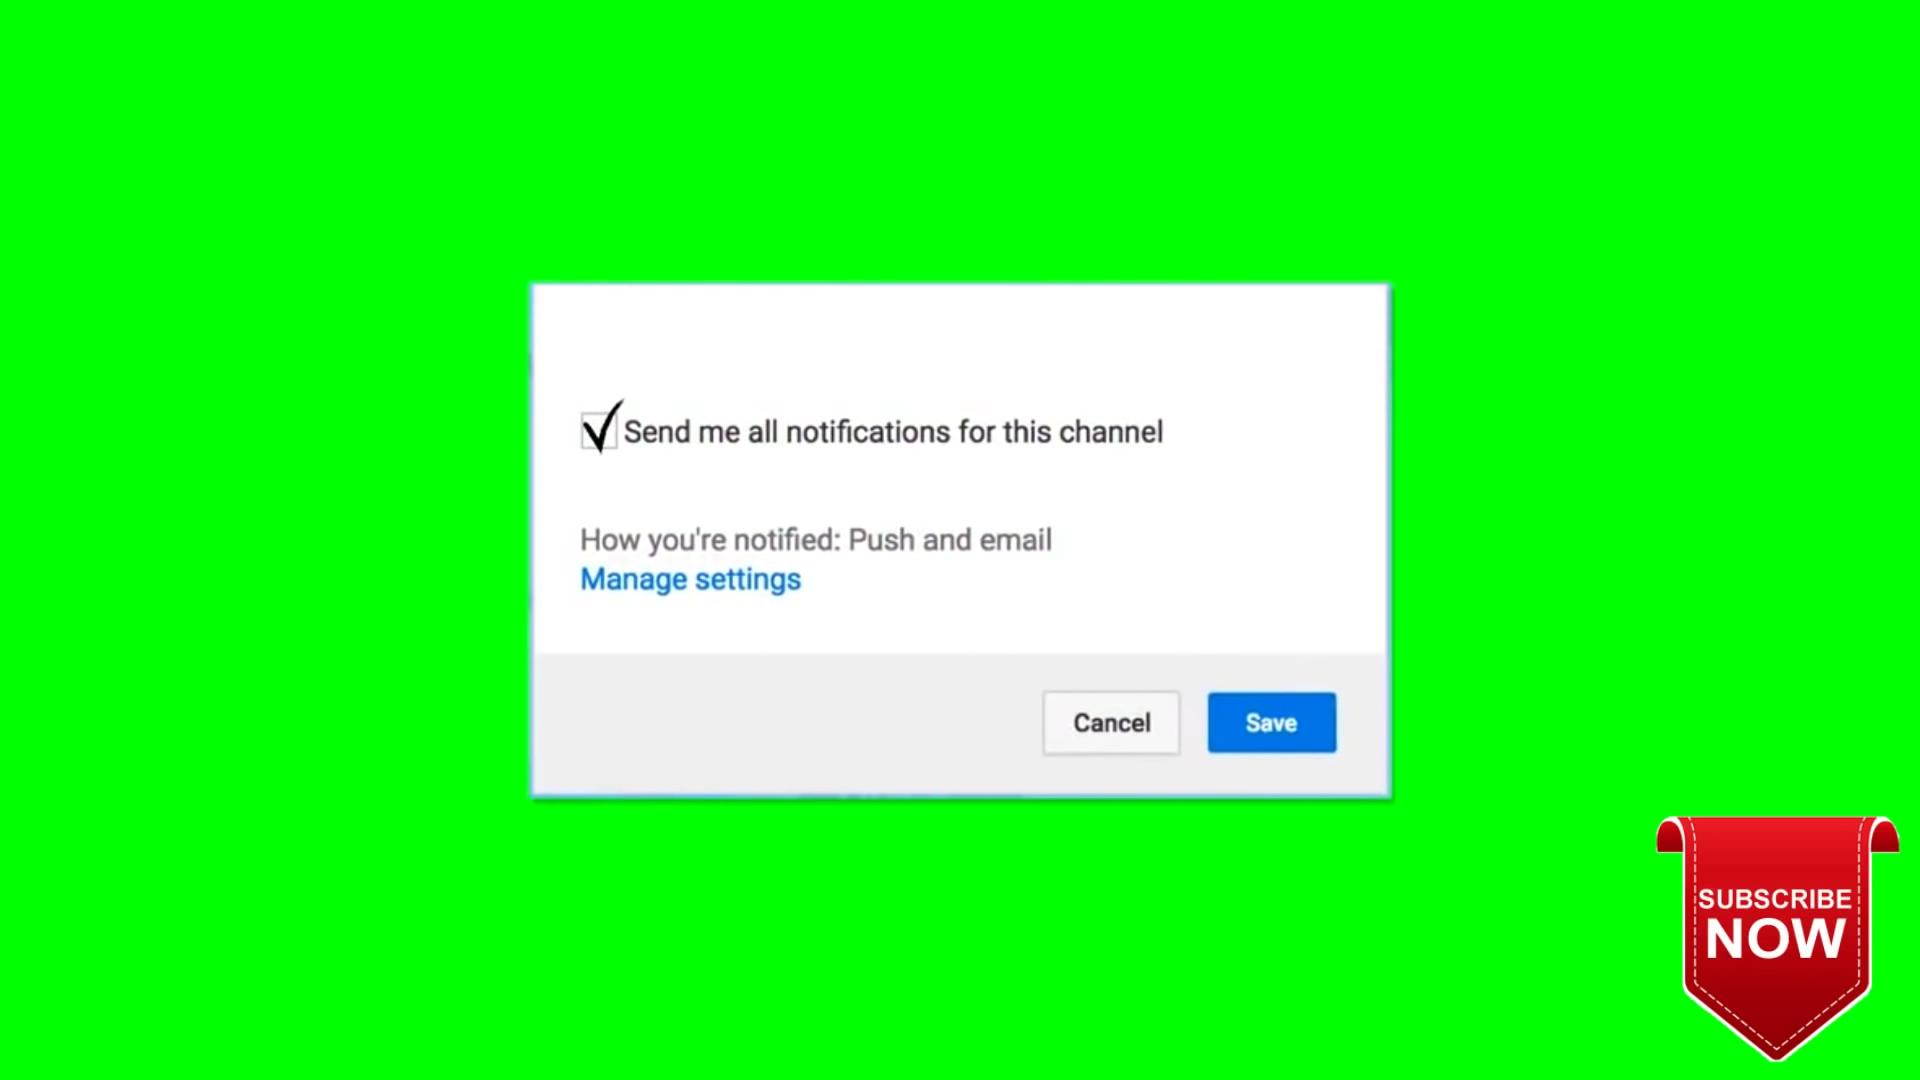 Send me all notifications for this channel
How you're notified: Push and email
Manage settings
Cancel
Save
SUBSCRIBE
NOW